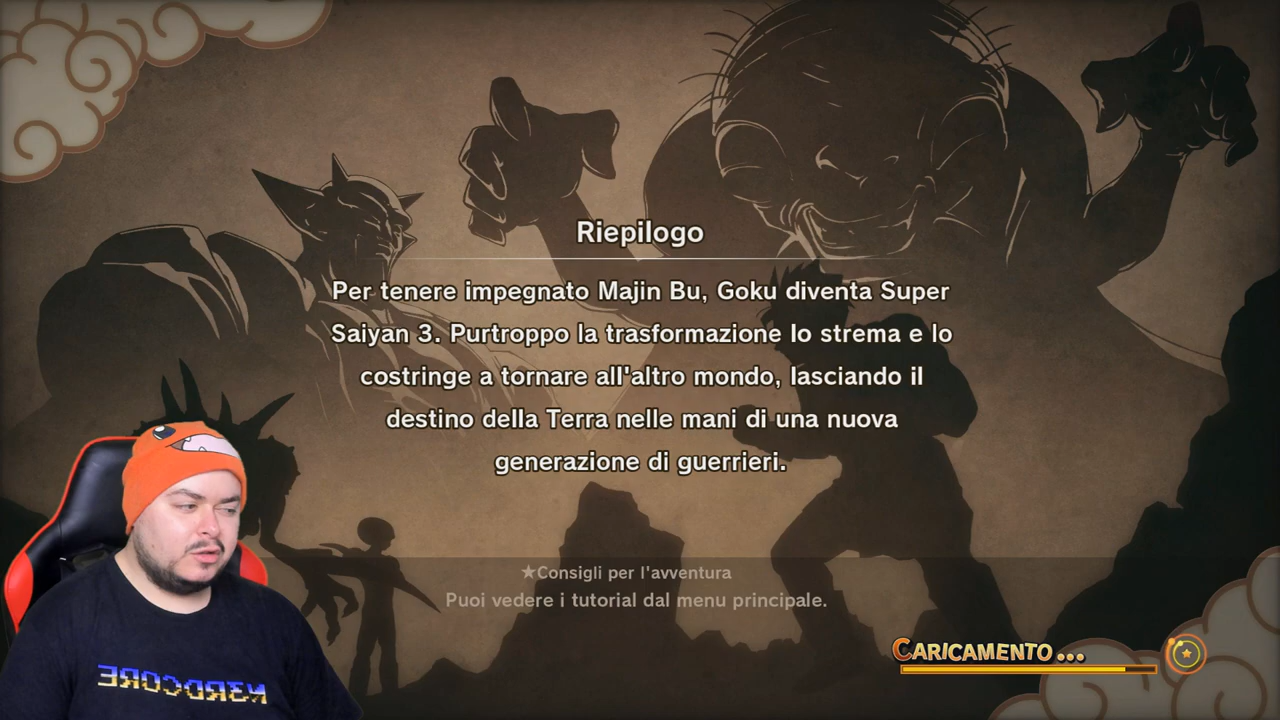 Riepilogo
Per tenere impegnato Majin Bu, Goku diventa Super
Saiyan 3. Purtroppo la trasformazione lo strema e lo
costringe a tornare all'altro mondo, lasciando il
destino della Terra nelle mani di una nuova
generazione di guerrieri.
★Consigli per l'avventura
Puoi vedere i tutorial dal menu principale.
CARICAMENTO...
N3RDCORE